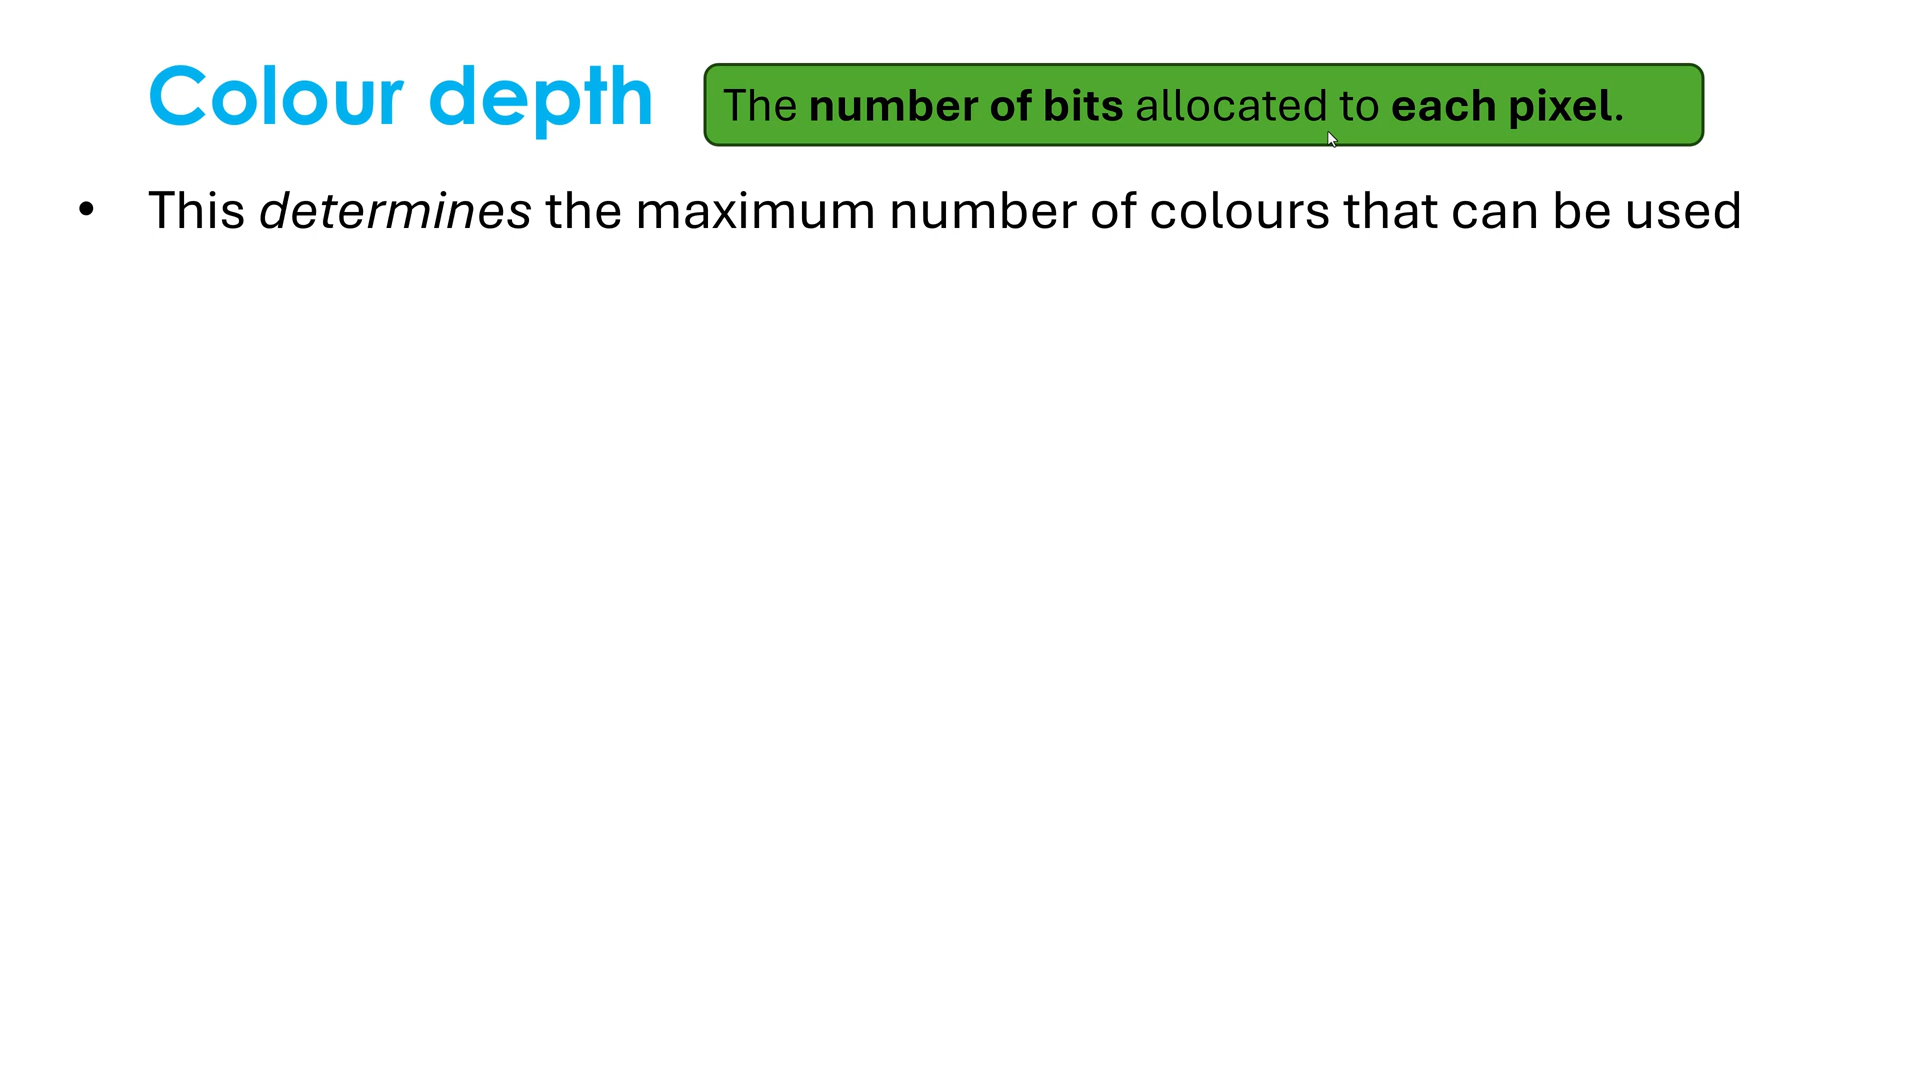 Colour depth
The number of bits allocated to each pixel.
• This determines the maximum number of colours that can be used